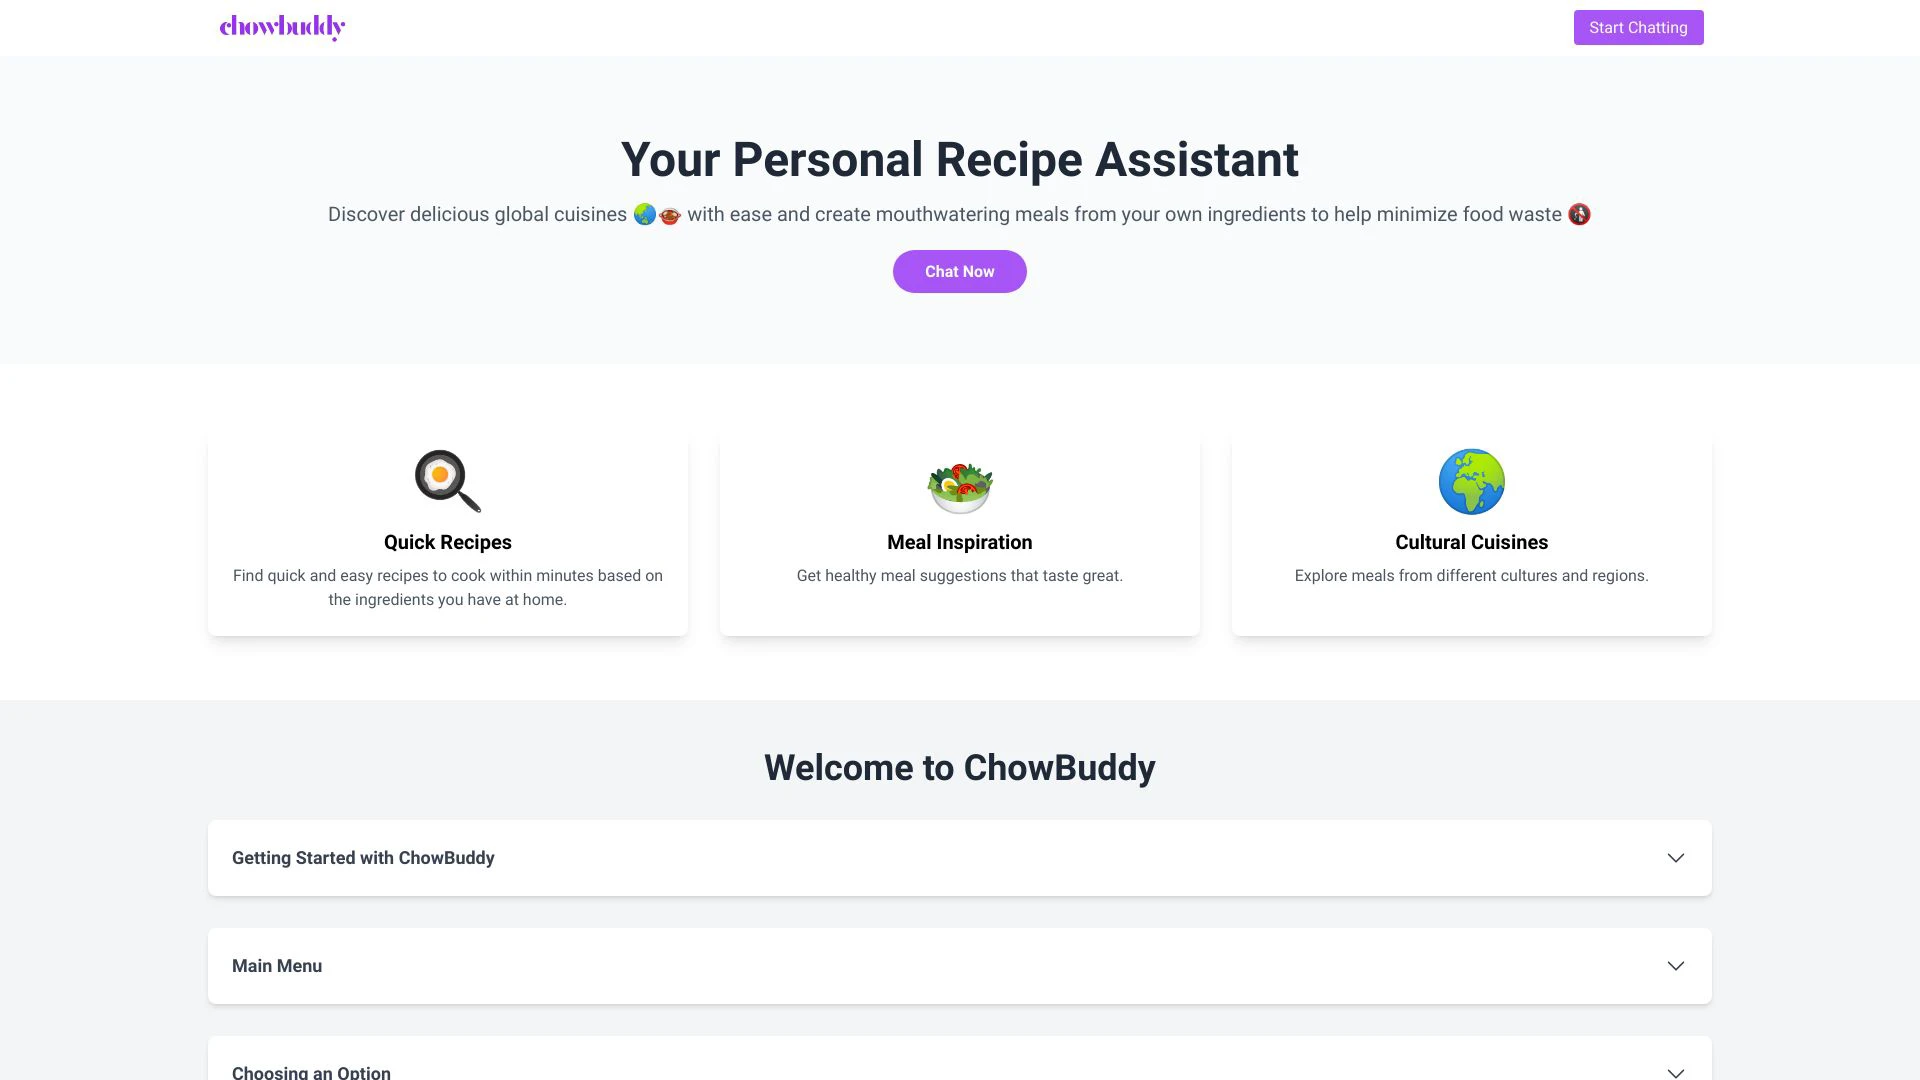 chowbuddy
Start Chatting
Your Personal Recipe Assistant
Discover delicious global cuisines 🌏🍲 with ease and create mouthwatering meals from your own ingredients to help minimize food waste 🚯
Chat Now
Quick Recipes
Find quick and easy recipes to cook within minutes based on
the ingredients you have at home.
Meal Inspiration
Get healthy meal suggestions that taste great.
Cultural Cuisines
Explore meals from different cultures and regions.
Welcome to ChowBuddy
Getting Started with ChowBuddy
Main Menu
Choosing an Option